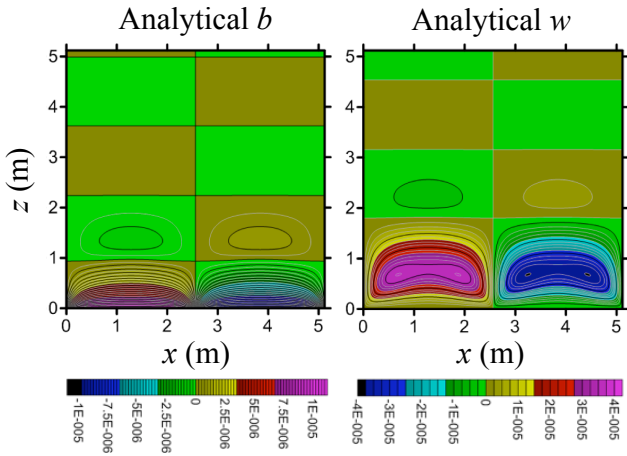 Analytical b
Analytical w
z (m)
5
4
3
2
1
0
5
4
3
2
1
0
0 1 2 3 4 5
0 1 2 3 4 5
x (m)
x (m)
-1E-005
-7.5E-006
-5E-006
-2.5E-006
0
2.5E-006
5E-006
7.5E-006
1E-005
-4E-005
-3E-005
-2E-005
-1E-005
0
1E-005
2E-005
3E-005
4E-005